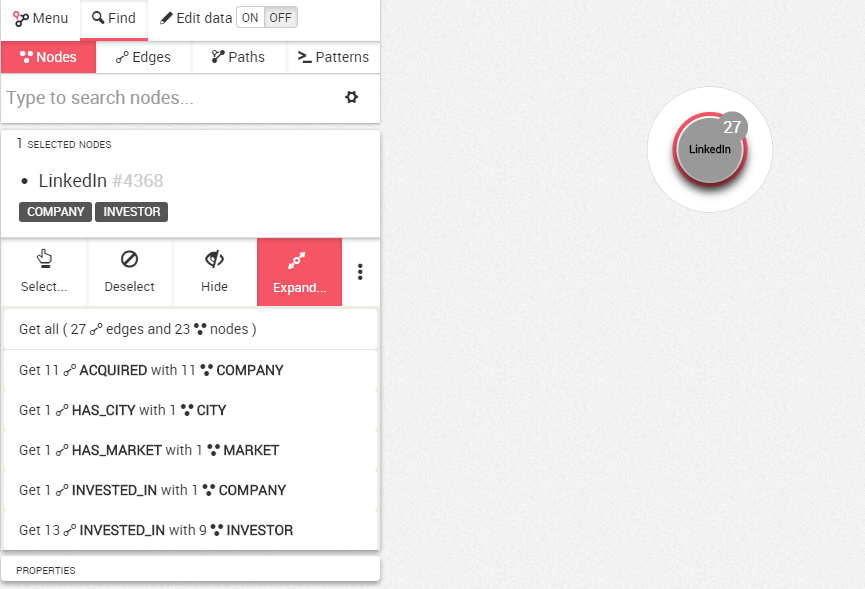 Menu Find Edit data ON OFF
Nodes Edges Paths Patterns
Type to search nodes...
1 SELECTED NODES
• LinkedIn #4368
COMPANY INVESTOR
Select... Deselect Hide Expand...
Get all ( 27 edges and 23 nodes )
Get 11 ACQUIRED with 11 COMPANY
Get 1 HAS_CITY with 1 CITY
Get 1 HAS_MARKET with 1 MARKET
Get 1 INVESTED_IN with 1 COMPANY
Get 13 INVESTED_IN with 9 INVESTOR
PROPERTIES
27
LinkedIn